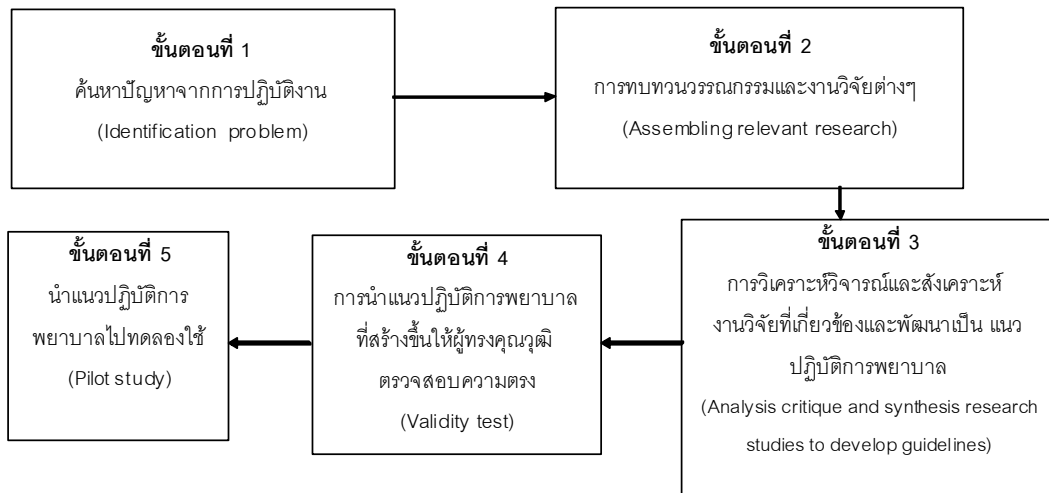 ขั้นตอนที่ 1
ค้นหาปัญหาจากการปฏิบัติงาน
(Identification problem)
ขั้นตอนที่ 2
การทบทวนวรรณกรรมและงานวิจัยต่างๆ
(Assembling relevant research)
ขั้นตอนที่ 3
การวิเคราะห์วิจารณ์และสังเคราะห์
งานวิจัยที่เกี่ยวข้องและพัฒนาเป็น แนว
ปฏิบัติการพยาบาล
(Analysis critique and synthesis research
studies to develop guidelines)
ขั้นตอนที่ 4
การนำแนวปฏิบัติการพยาบาล
ที่สร้างขึ้นให้ผู้ทรงคุณวุฒิ
ตรวจสอบความตรง
(Validity test)
ขั้นตอนที่ 5
นำแนวปฏิบัติการ
พยาบาลไปทดลองใช้
(Pilot study)